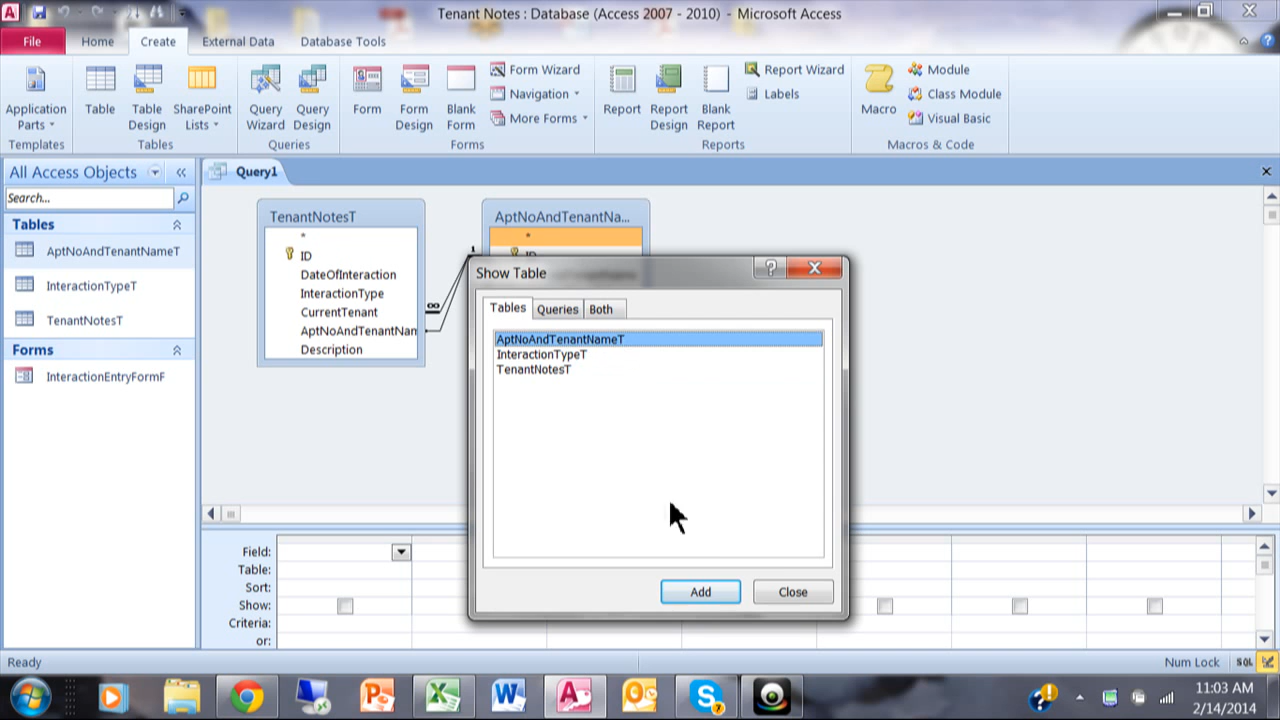 Tenant Notes : Database (Access 2007 - 2010) - Microsoft Access
File Home Create External Data Database Tools
Application Parts
Templates
Table
Table Design
SharePoint Lists
Tables
Query Wizard
Query Design
Queries
Form
Form Design
Blank Form
Form Wizard
Navigation
More Forms
Forms
Report
Report Design
Blank Report
Report Wizard
Labels
Reports
Macro
Module
Class Module
Visual Basic
Macros & Code
All Access Objects
Search...
Tables
AptNoAndTenantNameT
InteractionTypeT
TenantNotesT
Forms
InteractionEntryFormF
Query1
TenantNotesT
*
ID
DateOfInteraction
InteractionType
CurrentTenant
AptNoAndTenantNam
Description
∞
1
AptNoAndTenantNa...
*
ID
Show Table
Tables Queries Both
AptNoAndTenantNameT
InteractionTypeT
TenantNotesT
Add Close
Field:
Table:
Sort:
Show:
Criteria:
or:
Ready
Num Lock SQL
11:03 AM
2/14/2014